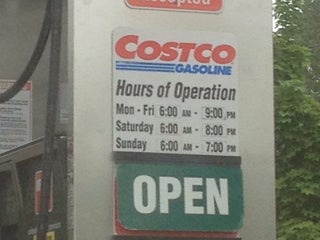 Accepted
COSTCO
GASOLINE
Hours of Operation
Mon - Fri 6:00 AM - 9:00 PM
Saturday 6:00 AM - 8:00 PM
Sunday 6:00 AM - 7:00 PM
OPEN